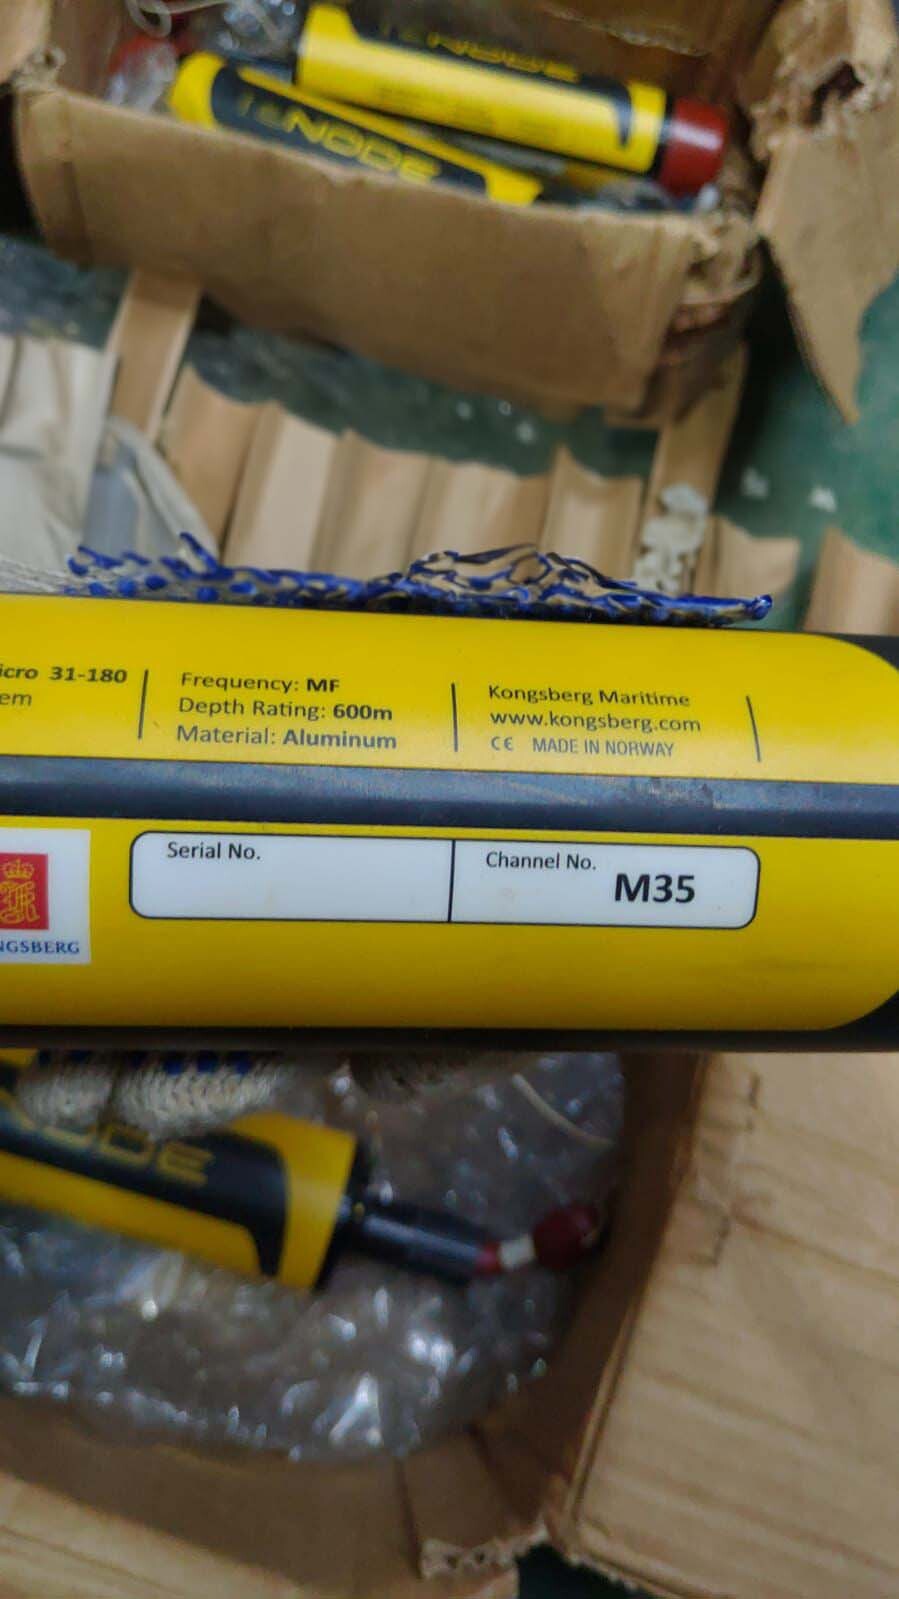 NODE
NODE
icro 31-180
em
Frequency: MF
Depth Rating: 600m
Material: Aluminum
Kongsberg Maritime
www.kongsberg.com
CE MADE IN NORWAY
Serial No.
Channel No.
M35
NGSBERG
ODE